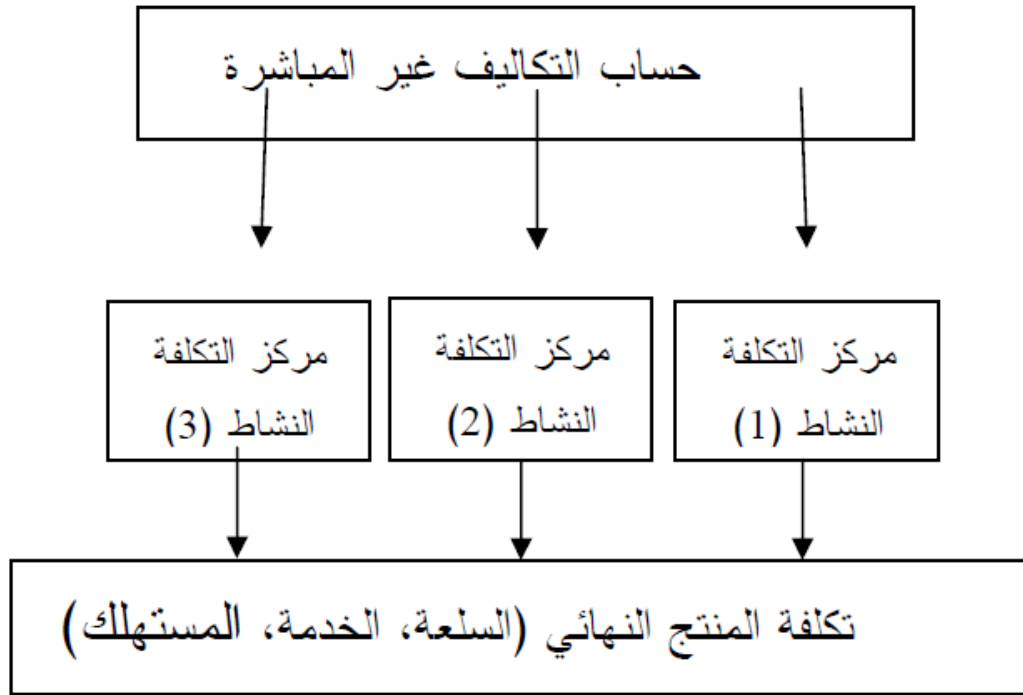 حساب التكاليف غير المباشرة
مركز التكلفة
النشاط (1)
مركز التكلفة
النشاط (2)
مركز التكلفة
النشاط (3)
تكلفة المنتج النهائي (السلعة، الخدمة، المستهلك)